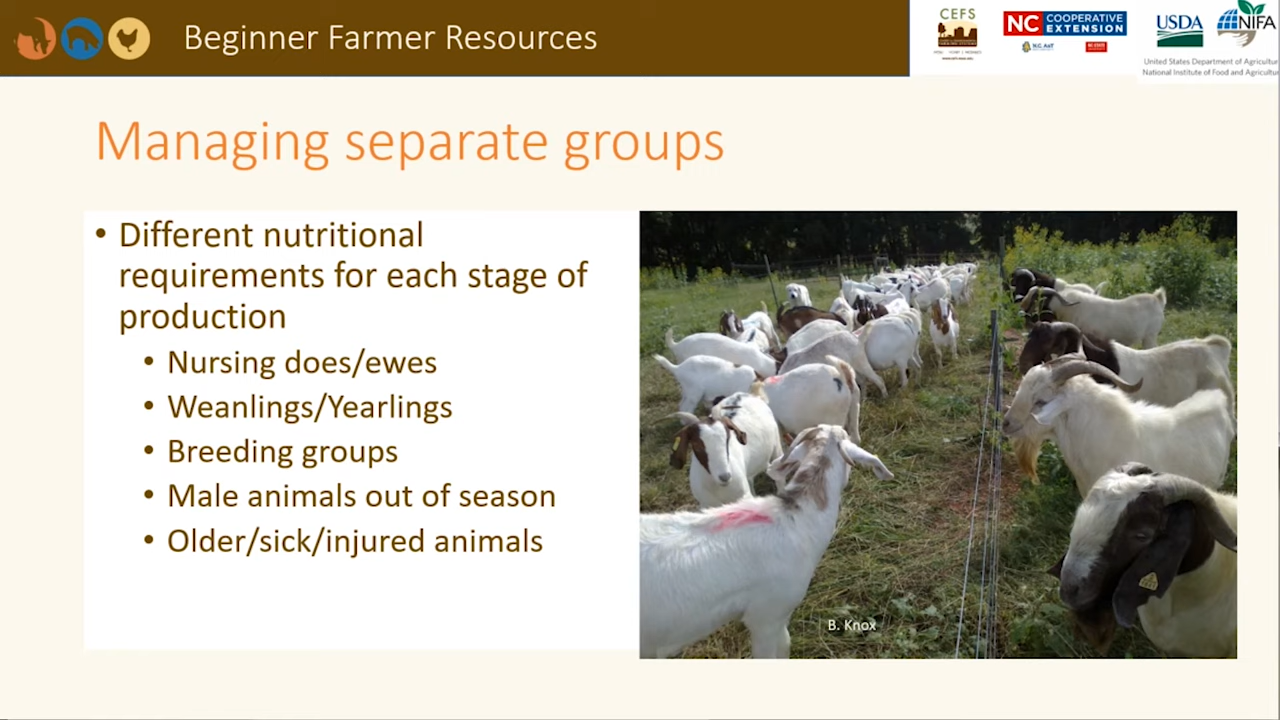 Beginner Farmer Resources
CEFS
NC COOPERATIVE
EXTENSION
USDA
NIFA
United States Department of Agricultur
National Institute of Food and Agricultur
Managing separate groups
• Different nutritional
requirements for each stage of
production
• Nursing does/ewes
• Weanlings/Yearlings
• Breeding groups
• Male animals out of season
• Older/sick/injured animals
B. Knox